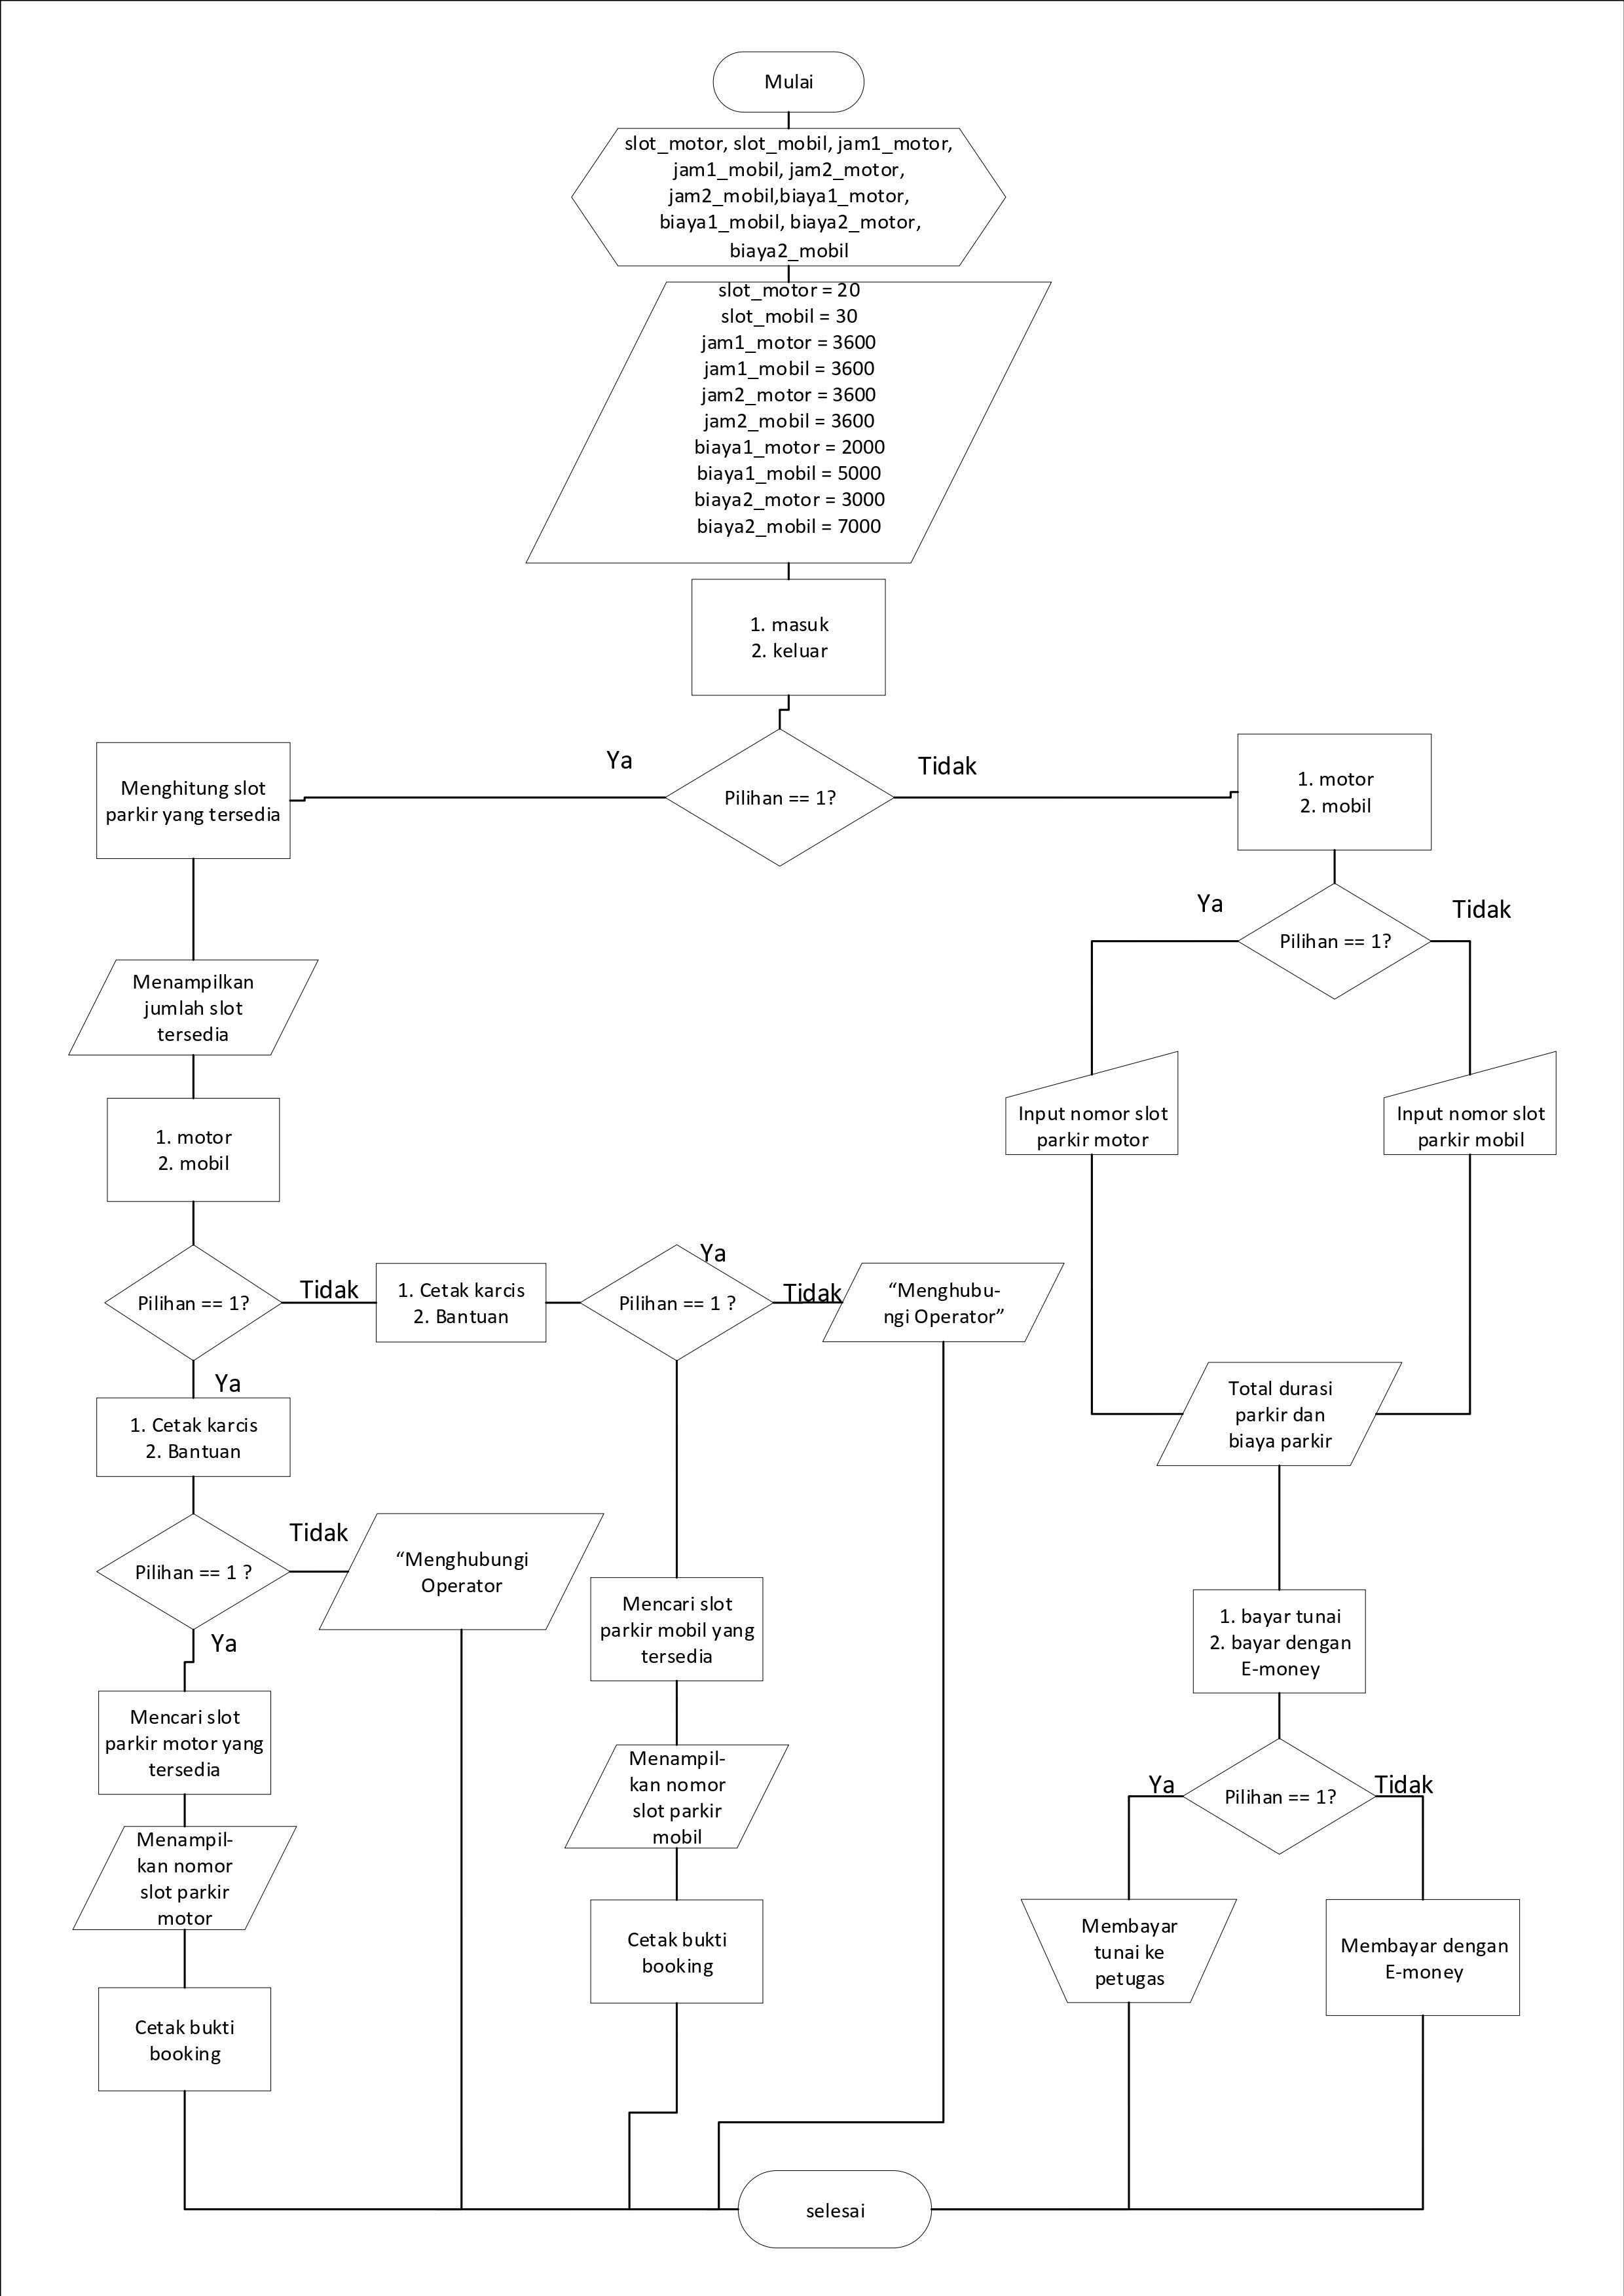 Mulai
slot_motor, slot_mobil, jam1_motor,
jam1_mobil, jam2_motor,
jam2_mobil,biaya1_motor,
biaya1_mobil, biaya2_motor,
biaya2_mobil
slot_motor = 20
slot_mobil = 30
jam1_motor = 3600
jam1_mobil = 3600
jam2_motor = 3600
jam2_mobil = 3600
biaya1_motor = 2000
biaya1_mobil = 5000
biaya2_motor = 3000
biaya2_mobil = 7000
1. masuk
2. keluar
Pilihan == 1?
Ya
Tidak
Menghitung slot
parkir yang tersedia
Menampilkan
jumlah slot
tersedia
1. motor
2. mobil
Pilihan == 1?
Tidak
Ya
1. Cetak karcis
2. Bantuan
Pilihan == 1 ?
Ya
Tidak
“Menghubu-
ngi Operator”
1. Cetak karcis
2. Bantuan
Pilihan == 1 ?
Tidak
Ya
“Menghubungi
Operator
Mencari slot
parkir motor yang
tersedia
Menampil-
kan nomor
slot parkir
motor
Cetak bukti
booking
Mencari slot
parkir mobil yang
tersedia
Menampil-
kan nomor
slot parkir
mobil
Cetak bukti
booking
1. motor
2. mobil
Pilihan == 1?
Ya
Tidak
Input nomor slot
parkir motor
Input nomor slot
parkir mobil
Total durasi
parkir dan
biaya parkir
1. bayar tunai
2. bayar dengan
E-money
Pilihan == 1?
Ya
Tidak
Membayar
tunai ke
petugas
Membayar dengan
E-money
selesai